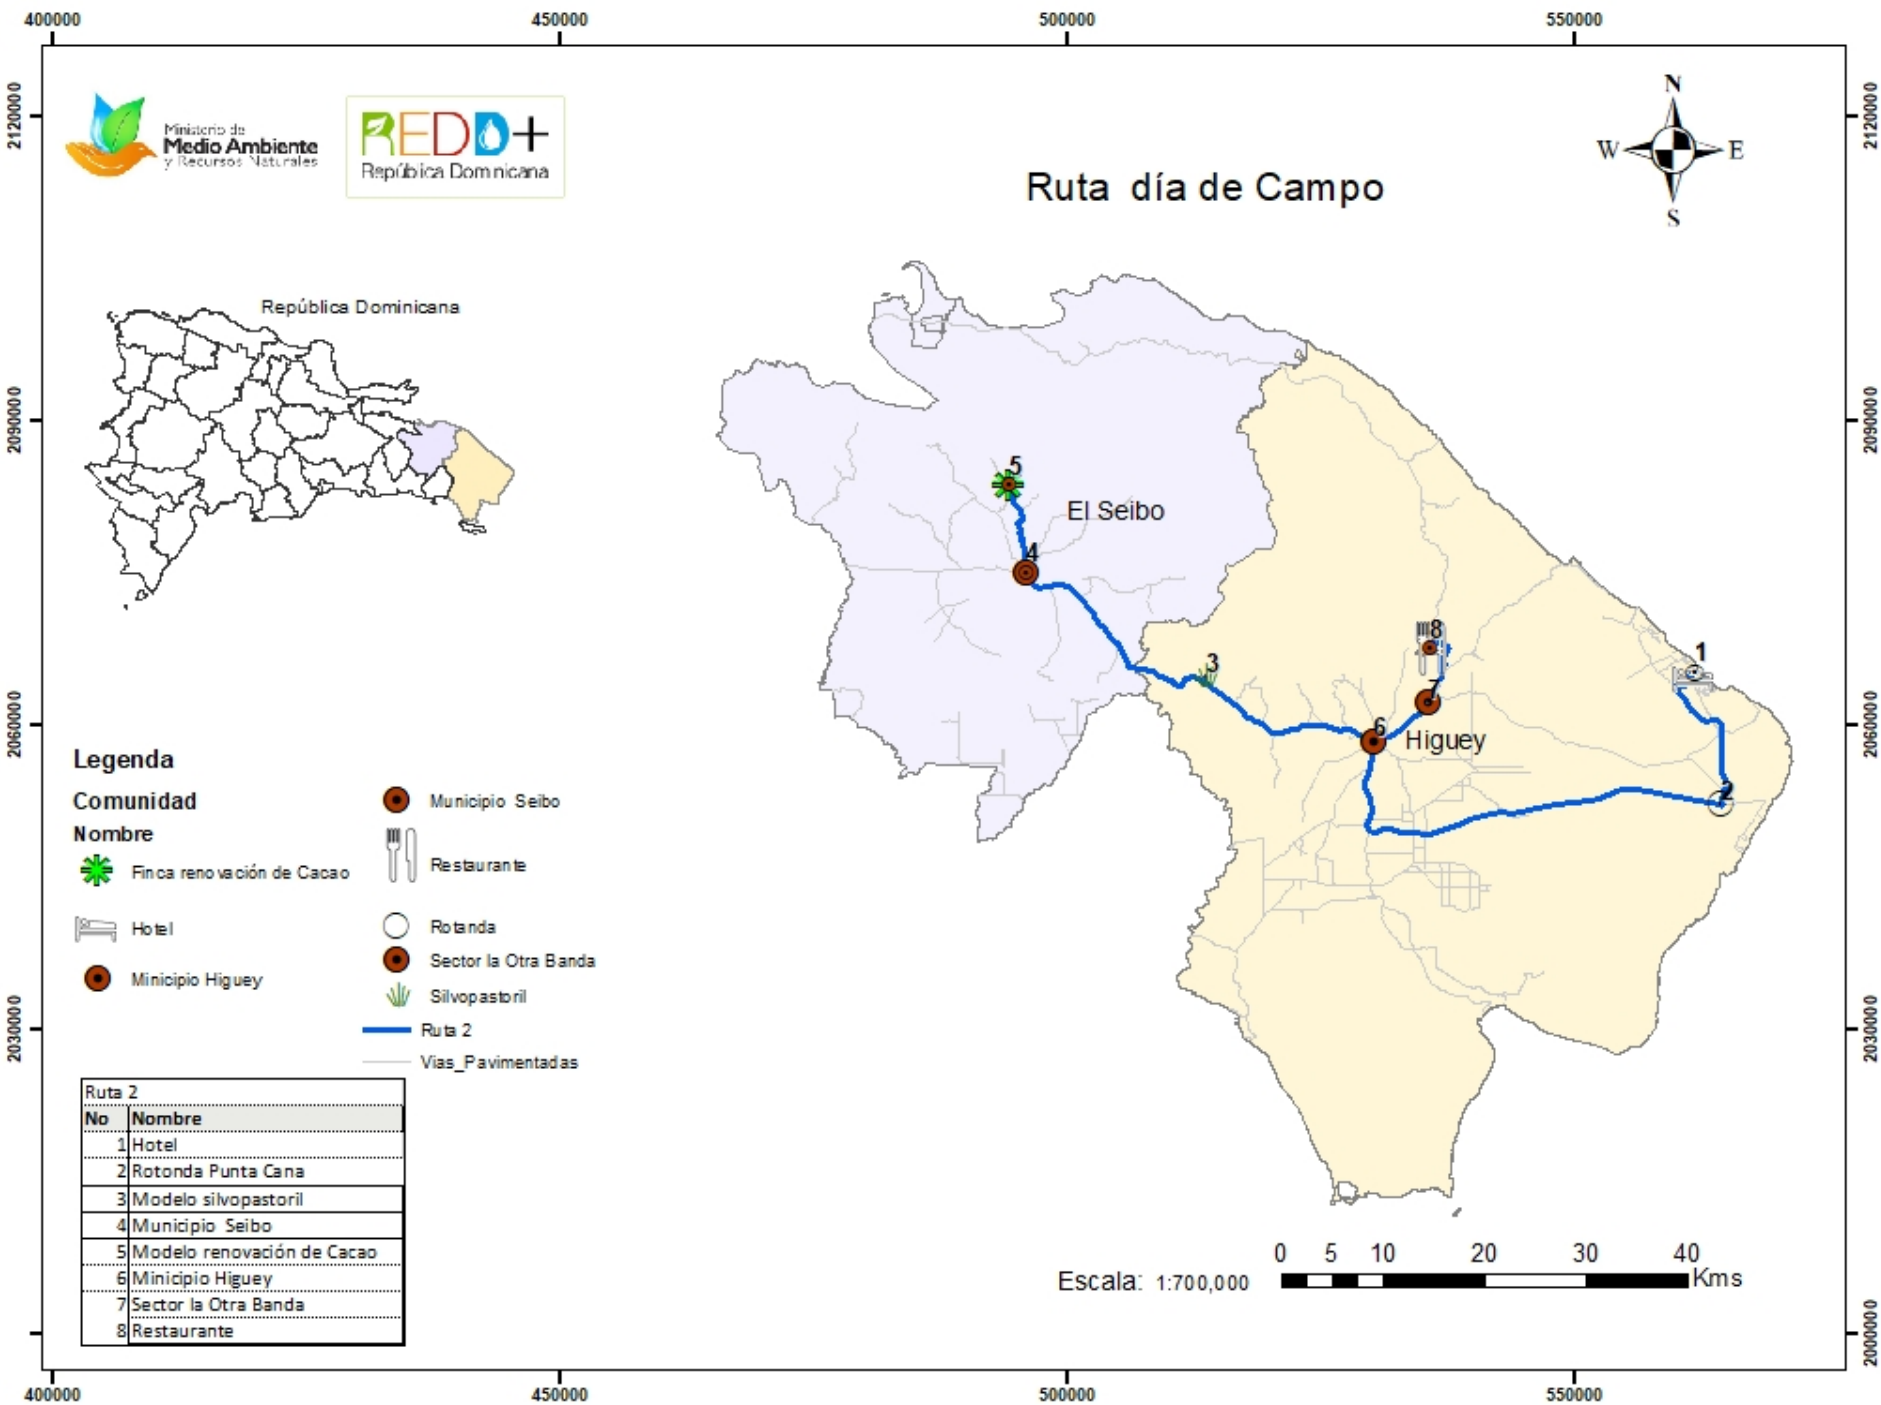 400000 450000 500000 550000
2120000 2120000
Ministerio de
Medio Ambiente
y Recursos Naturales
REDD+
República Dominicana
N
W E
S
Ruta día de Campo
República Dominicana
2090000 2090000
5
El Seibo
4
8
3
1
7
6
Higuey
2
2060000 2060000
Legenda
Comunidad
Nombre
Finca renovación de Cacao
Hotel
Minicipio Higuey
Municipio Seibo
Restaurante
Rotanda
Sector la Otra Banda
Silvopastoril
Ruta 2
Vias_Pavimentadas
2030000 2030000
Ruta 2
No Nombre
1 Hotel
2 Rotonda Punta Cana
3 Modelo silvopastoril
4 Municipio Seibo
5 Modelo renovación de Cacao
6 Minicipio Higuey
7 Sector la Otra Banda
8 Restaurante
0 5 10 20 30 40
Escala: 1:700,000 Kms
2000000
400000 450000 500000 550000